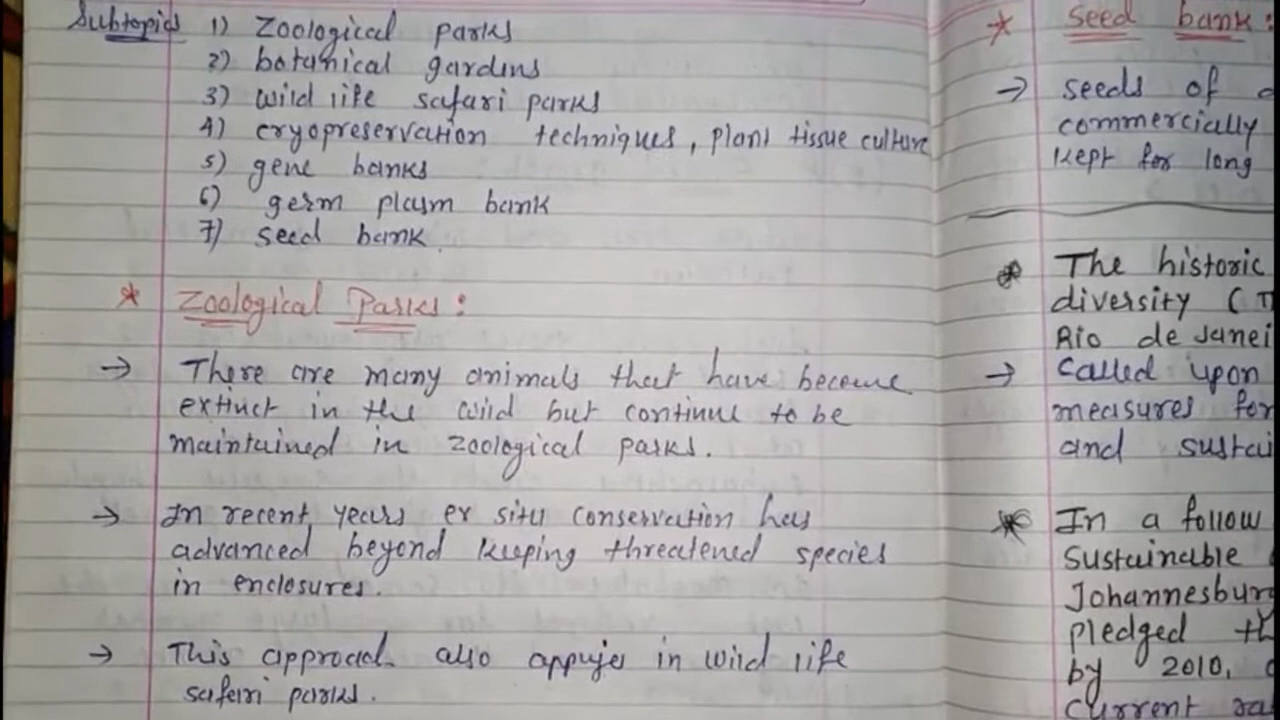 Subtopics 1) Zoological parks
2) botanical gardens
3) wild life safari parks
4) cryopreservation techniques, plant tissue culture
5) gene banks
6) germ plasm bank
7) seed bank.
* Zoological Parks:
→ There are many animals that have become
extinct in the wild but continue to be
maintained in zoological parks.
→ In recent years ex situ conservation has
advanced beyond keeping threatened species
in enclosures.
→ This approach also applies in wild life
safari parks.
* Seed bank:
→ seeds of
commercially
kept for long
* The historic
diversity (T
Rio de Janei
→ called upon
measures for
and sustai
* In a follow
sustainable
Johannesburg
pledged th
by 2010,
current ra